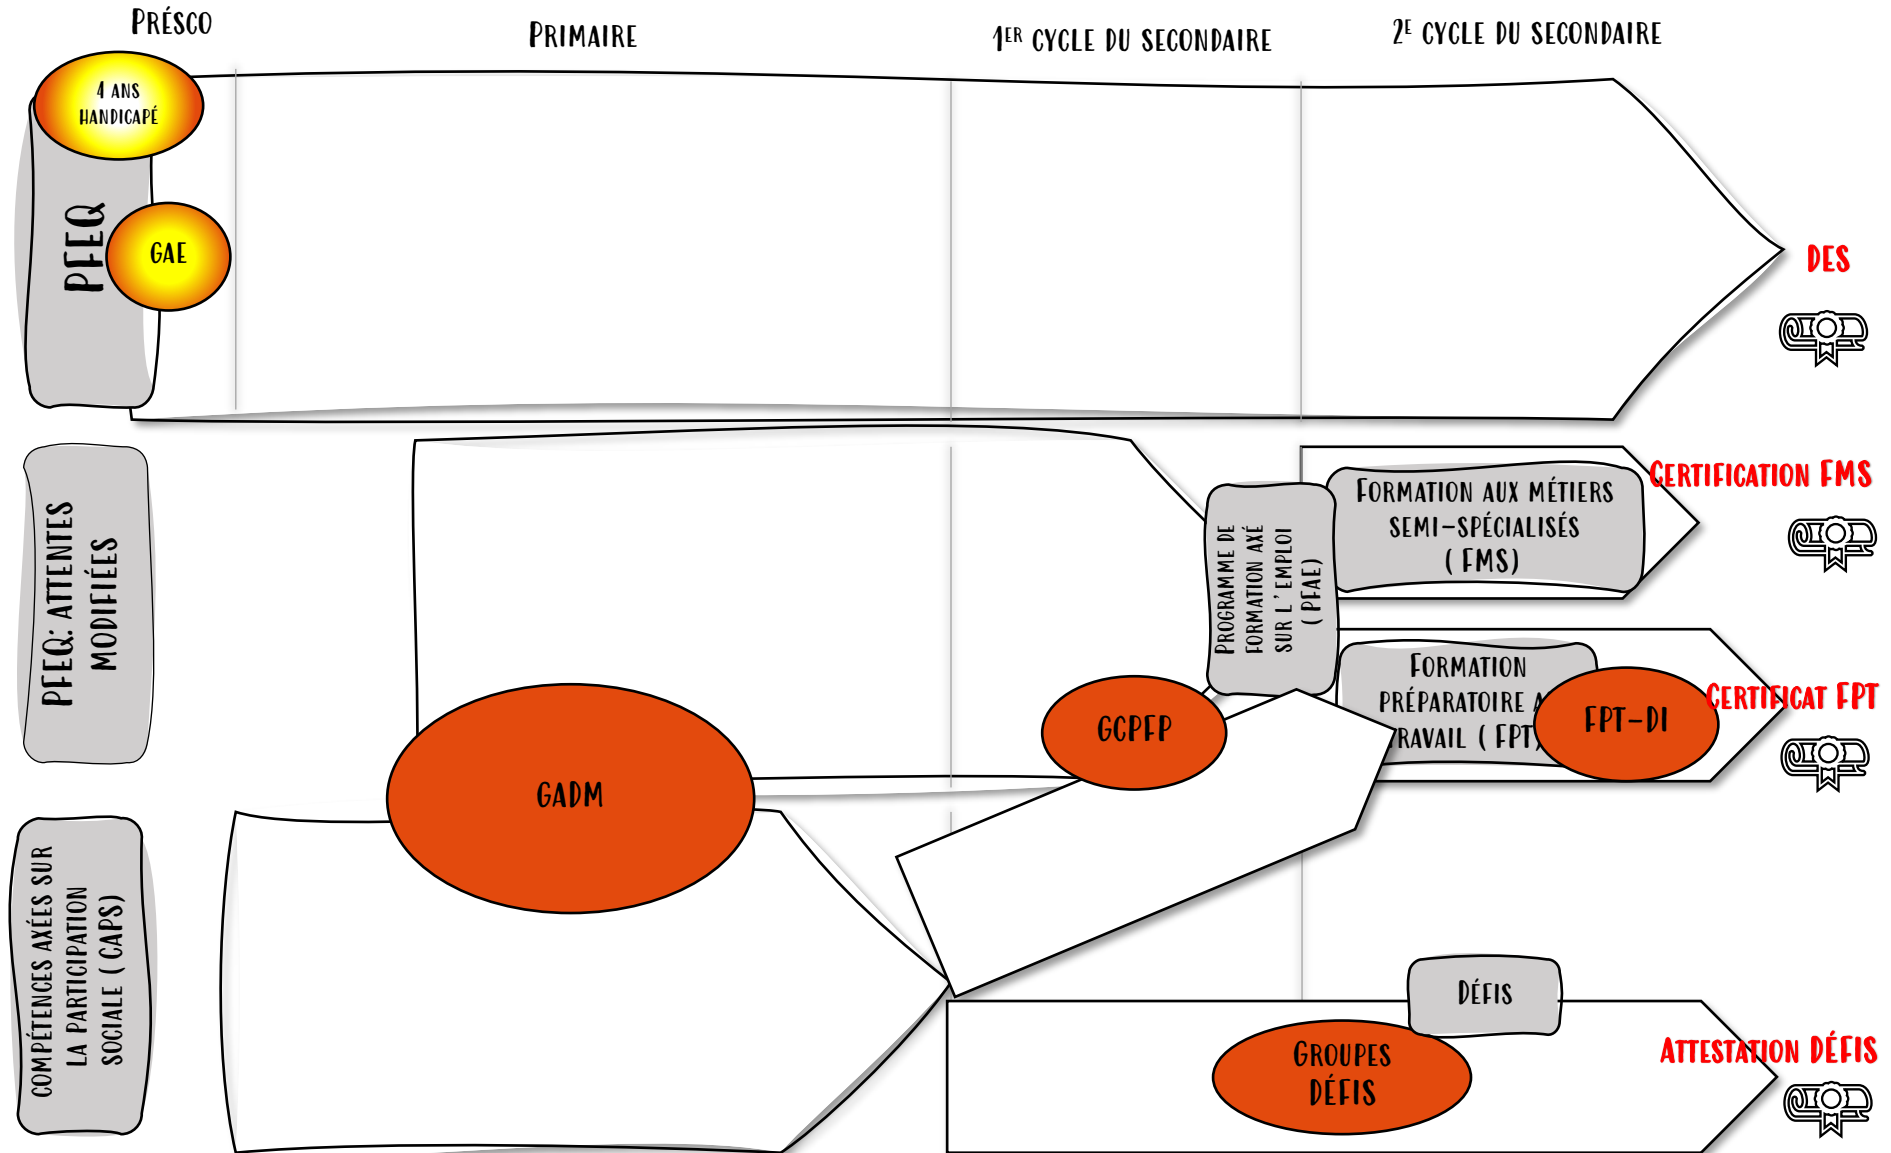 Présco
Primaire
1er cycle du secondaire
2e cycle du secondaire
4 ans
handicapé
PFEQ
GAE
DES
PFEQ: attentes
modifiées
Programme de
formation axé
sur l'emploi
(PFAE)
Formation aux métiers
semi-spécialisés
(FMS)
Certification FMS
Formation
préparatoire a
travail (FPT)
FPT-DI
Certificat FPT
GCPFP
GADM
Compétences axées sur
la participation
sociale (CAPS)
Défis
Groupes
Défis
Attestation Défis